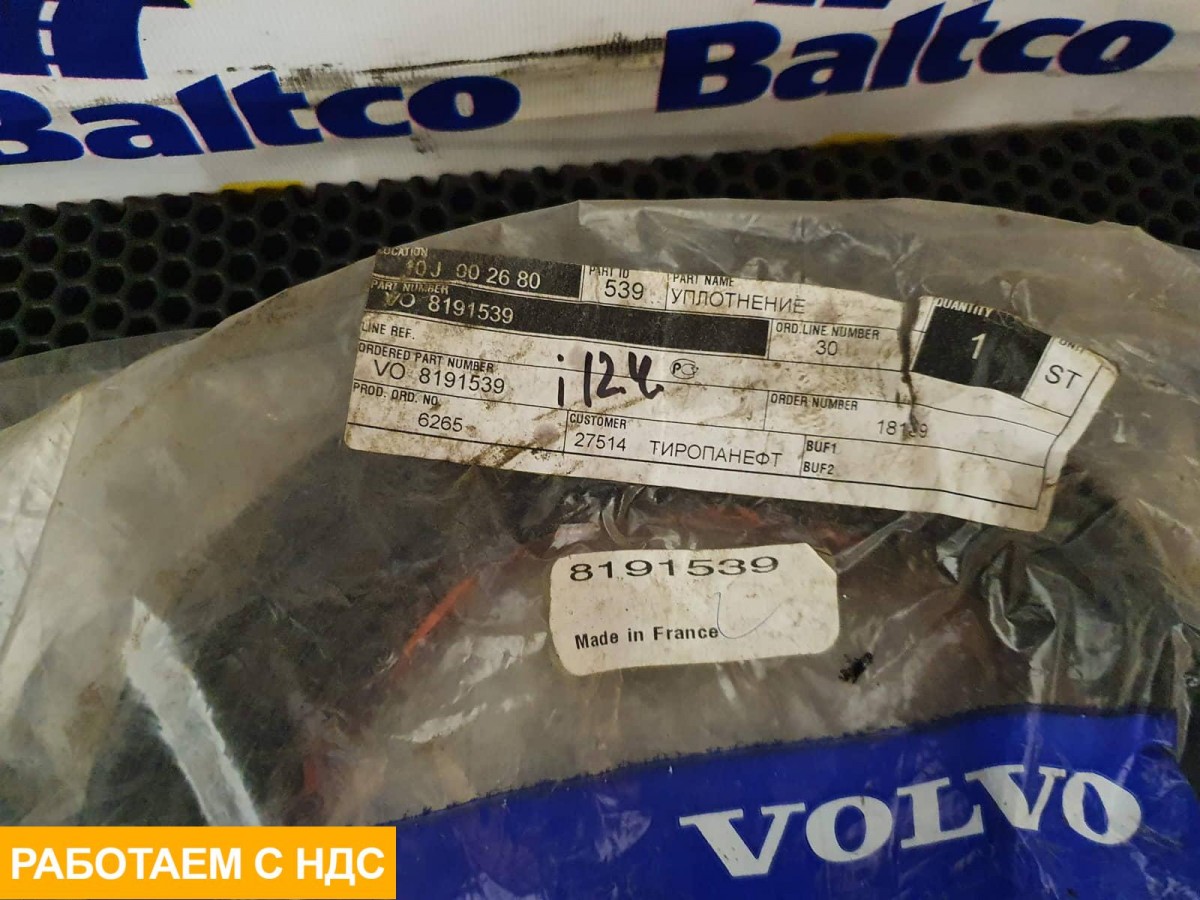 Baltco
Baltco
LOCATION
10J 00 26 80
PART ID
539
PART NAME
УПЛОТНЕНИЕ
QUANTITY
1
UNIT
ST
PART NUMBER
VO 8191539
ORD.LINE NUMBER
30
LINE REF.
ORDERED PART NUMBER
VO 8191539
i124
ORDER NUMBER
PROD. ORD. NO.
6265
CUSTOMER
27514 ТИРОПАНЕФТ
BUF1
BUF2
8191539
Made in France
VOLVO
РАБОТАЕМ С НДС